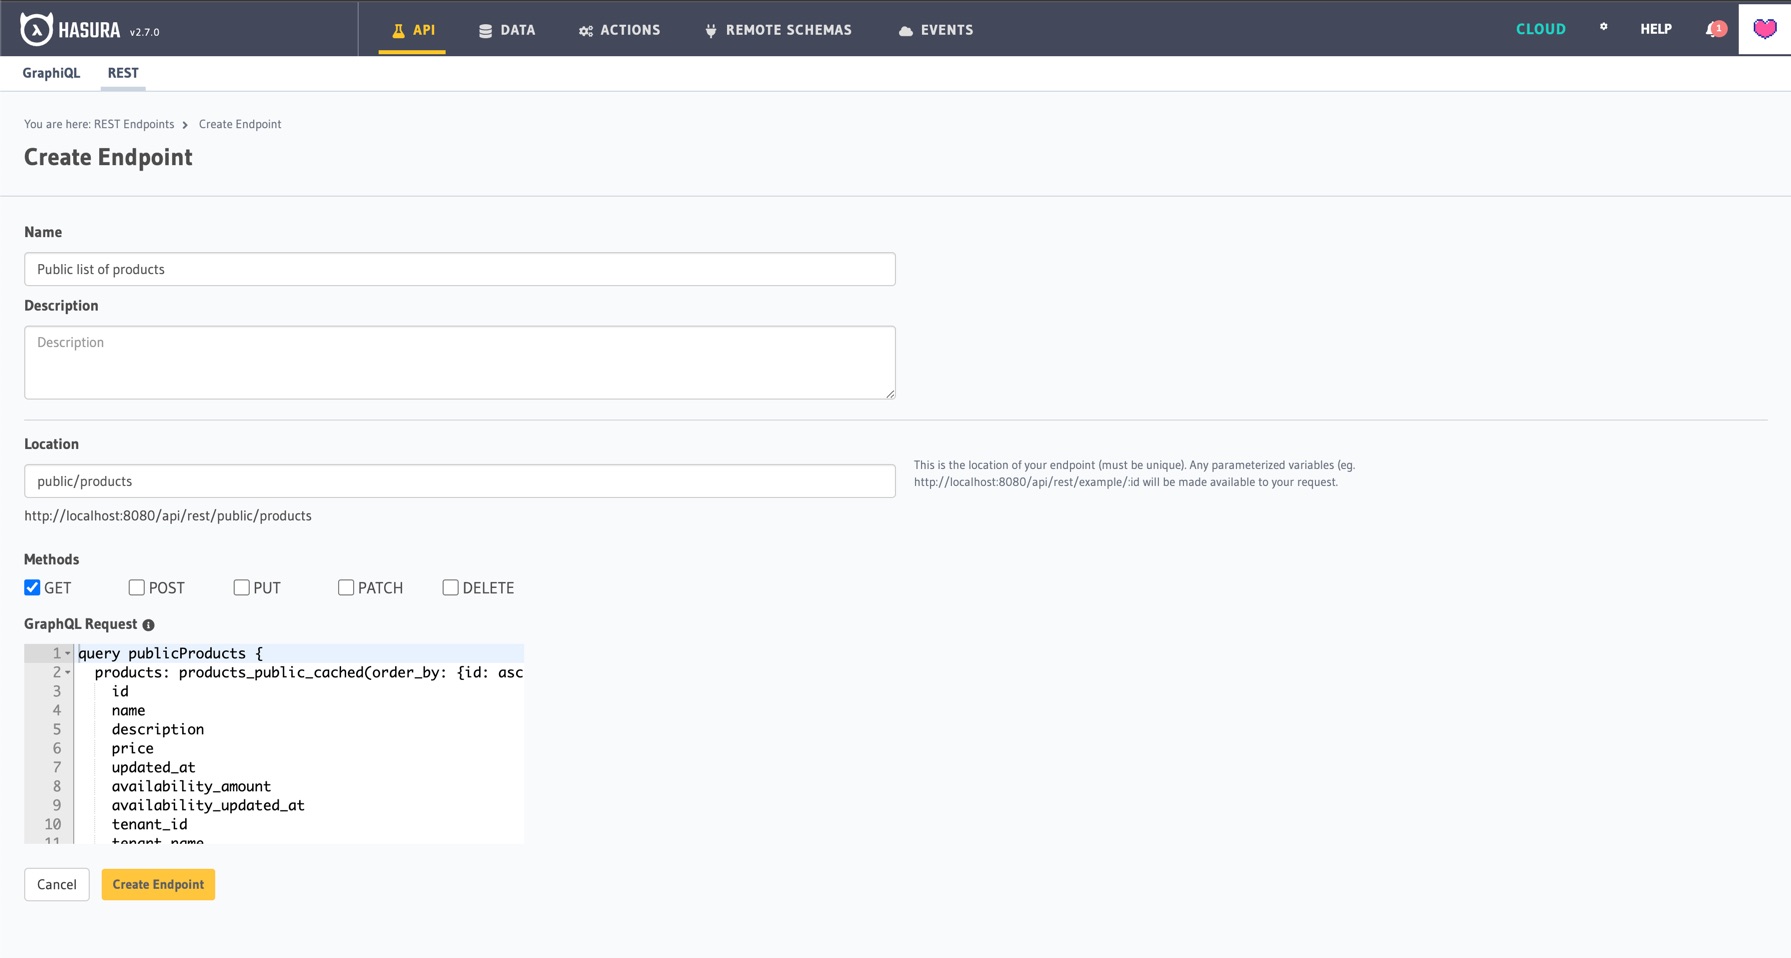 HASURA v2.7.0 API DATA ACTIONS REMOTE SCHEMAS EVENTS CLOUD HELP 1
GraphiQL REST
You are here: REST Endpoints > Create Endpoint
Create Endpoint
Name
Public list of products
Description
Description
Location
public/products
This is the location of your endpoint (must be unique). Any parameterized variables (eg.
http://localhost:8080/api/rest/example/:id will be made available to your request.
http://localhost:8080/api/rest/public/products
Methods
GET POST PUT PATCH DELETE
GraphQL Request
1 query publicProducts {
2 products: products_public_cached(order_by: {id: asc
3 id
4 name
5 description
6 price
7 updated_at
8 availability_amount
9 availability_updated_at
10 tenant_id
11 tenant_name
Cancel Create Endpoint